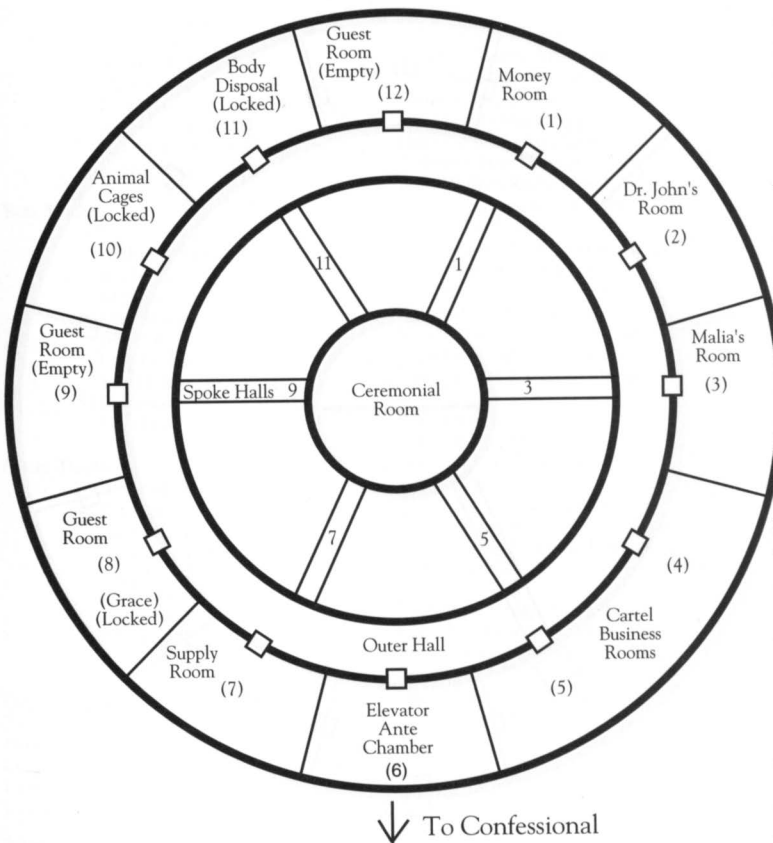 Guest
Room
(Empty)
(12)
Money
Room
(1)
Dr. John's
Room
(2)
Malia's
Room
(3)
(4)
Cartel
Business
Rooms
(5)
Elevator
Ante
Chamber
(6)
Supply
Room
(7)
Guest
Room
(8)
(Grace)
(Locked)
Guest
Room
(Empty)
(9)
Animal
Cages
(Locked)
(10)
Body
Disposal
(Locked)
(11)
11
1
Spoke Halls 9
Ceremonial
Room
3
7
5
Outer Hall
To Confessional